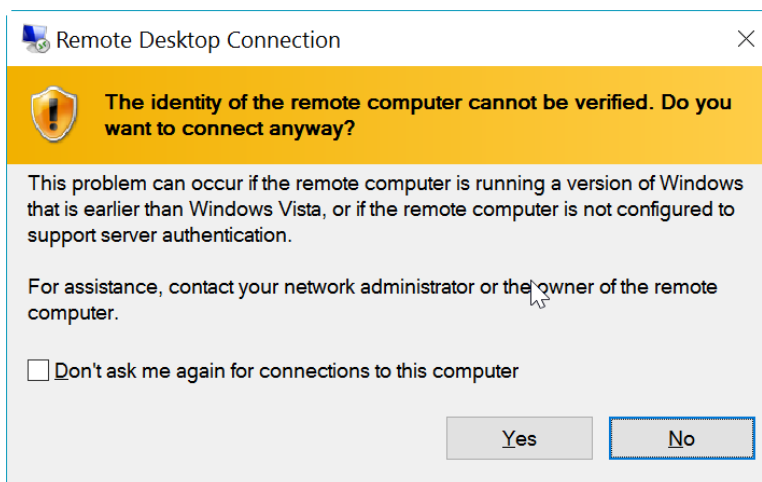 Remote Desktop Connection
The identity of the remote computer cannot be verified. Do you
want to connect anyway?
This problem can occur if the remote computer is running a version of Windows
that is earlier than Windows Vista, or if the remote computer is not configured to
support server authentication.
For assistance, contact your network administrator or the owner of the remote
computer.
Don't ask me again for connections to this computer
Yes No